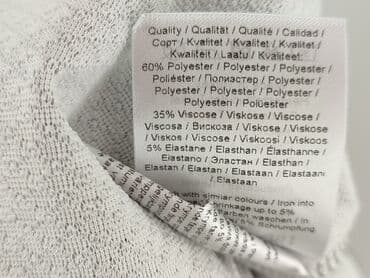 Quality / Qualität / Qualité / Calidad /
Сорт / Kvalitet / Kvalitet / Kvalitet /
Kwaliteit / Laatu / Kvaliteet:
60% Polyester / Polyester / Polyester /
Poliéster / Полиэстер / Polyester /
Polyester / Polyester / Polyester /
Polyesteri / Polüester
35% Viscose / Viskose / Viscose /
Viscosa / Вискоза / Viskose / Viskos
/ Viskos / Viscose / Viskoosi / Viskoos
5% Elastane / Elasthan / Élasthanne /
Elastano / Эластан / Elasthan /
Elastan / Elastan / Elastaan / Elastaani
/ Elastaan
with similar colours / Iron into
shrinkage up to 5%
Farben waschen / In
5% Schrumpfung